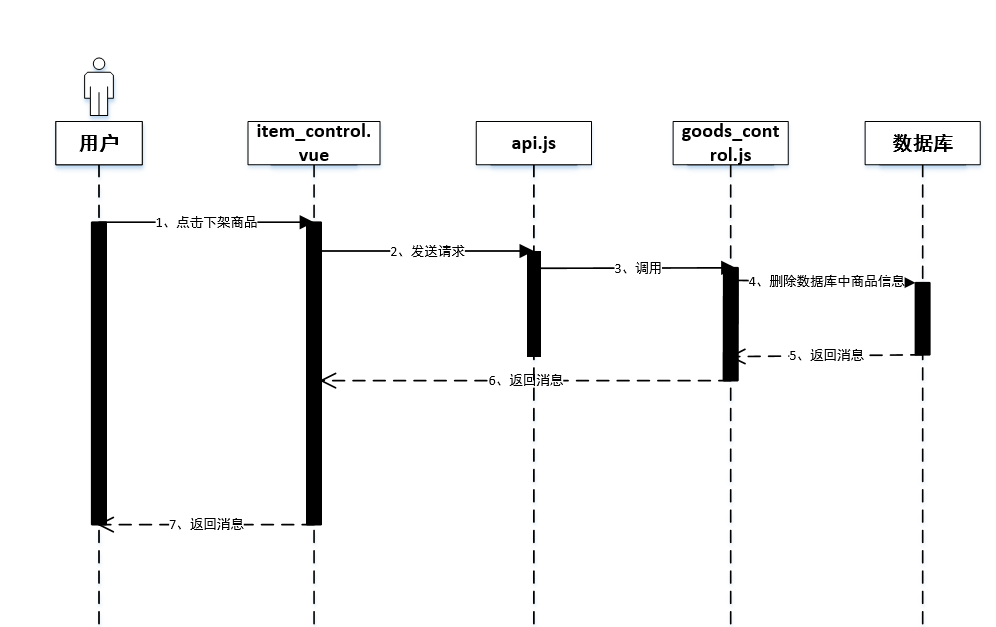 用户
item_control.
vue
api.js
goods_cont
rol.js
数据库
1、点击下架商品
2、发送请求
3、调用
4、删除数据库中商品信息
5、返回消息
6、返回消息
7、返回消息